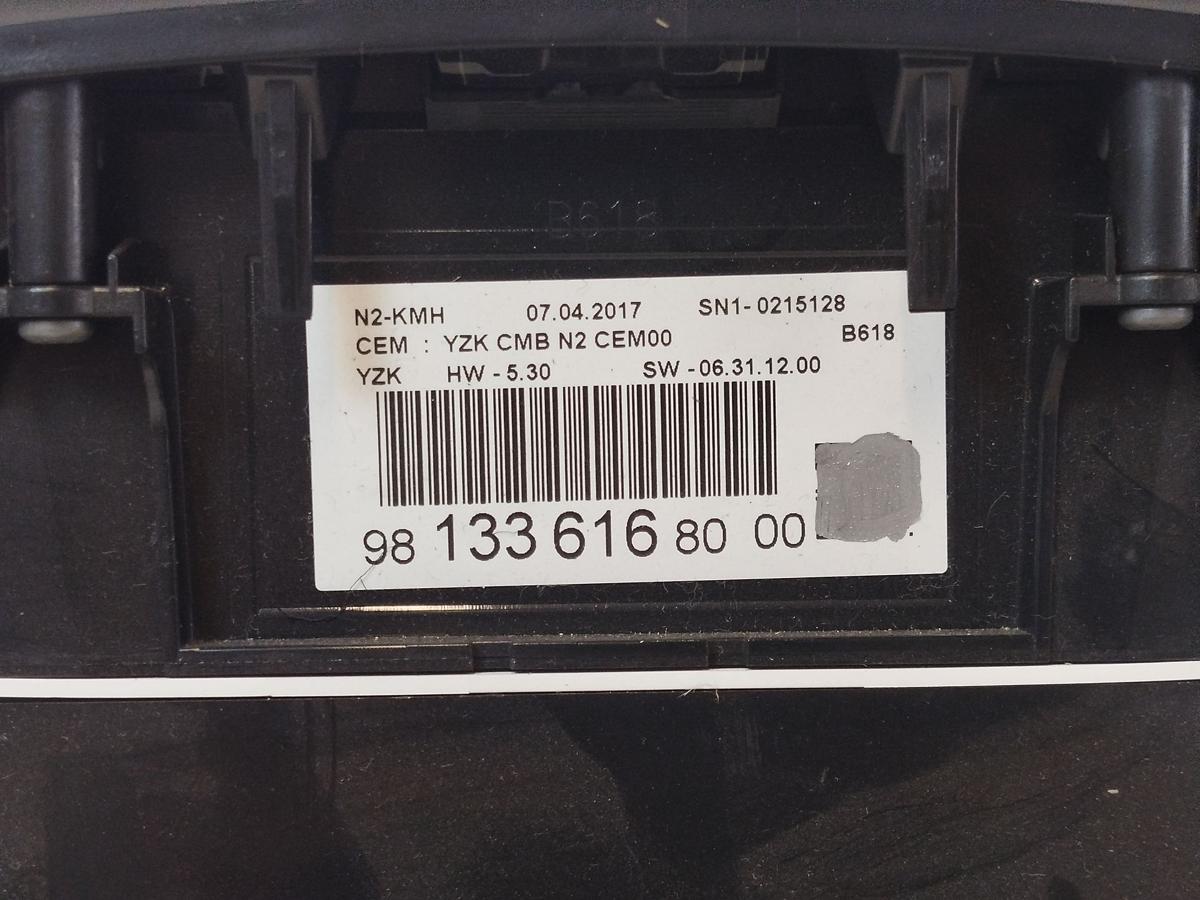 B618
N2-KMH 07.04.2017 SN1-0215128
CEM : YZK CMB N2 CEM00 B618
YZK HW - 5.30 SW -06.31.12.00
98 133 616 80 00